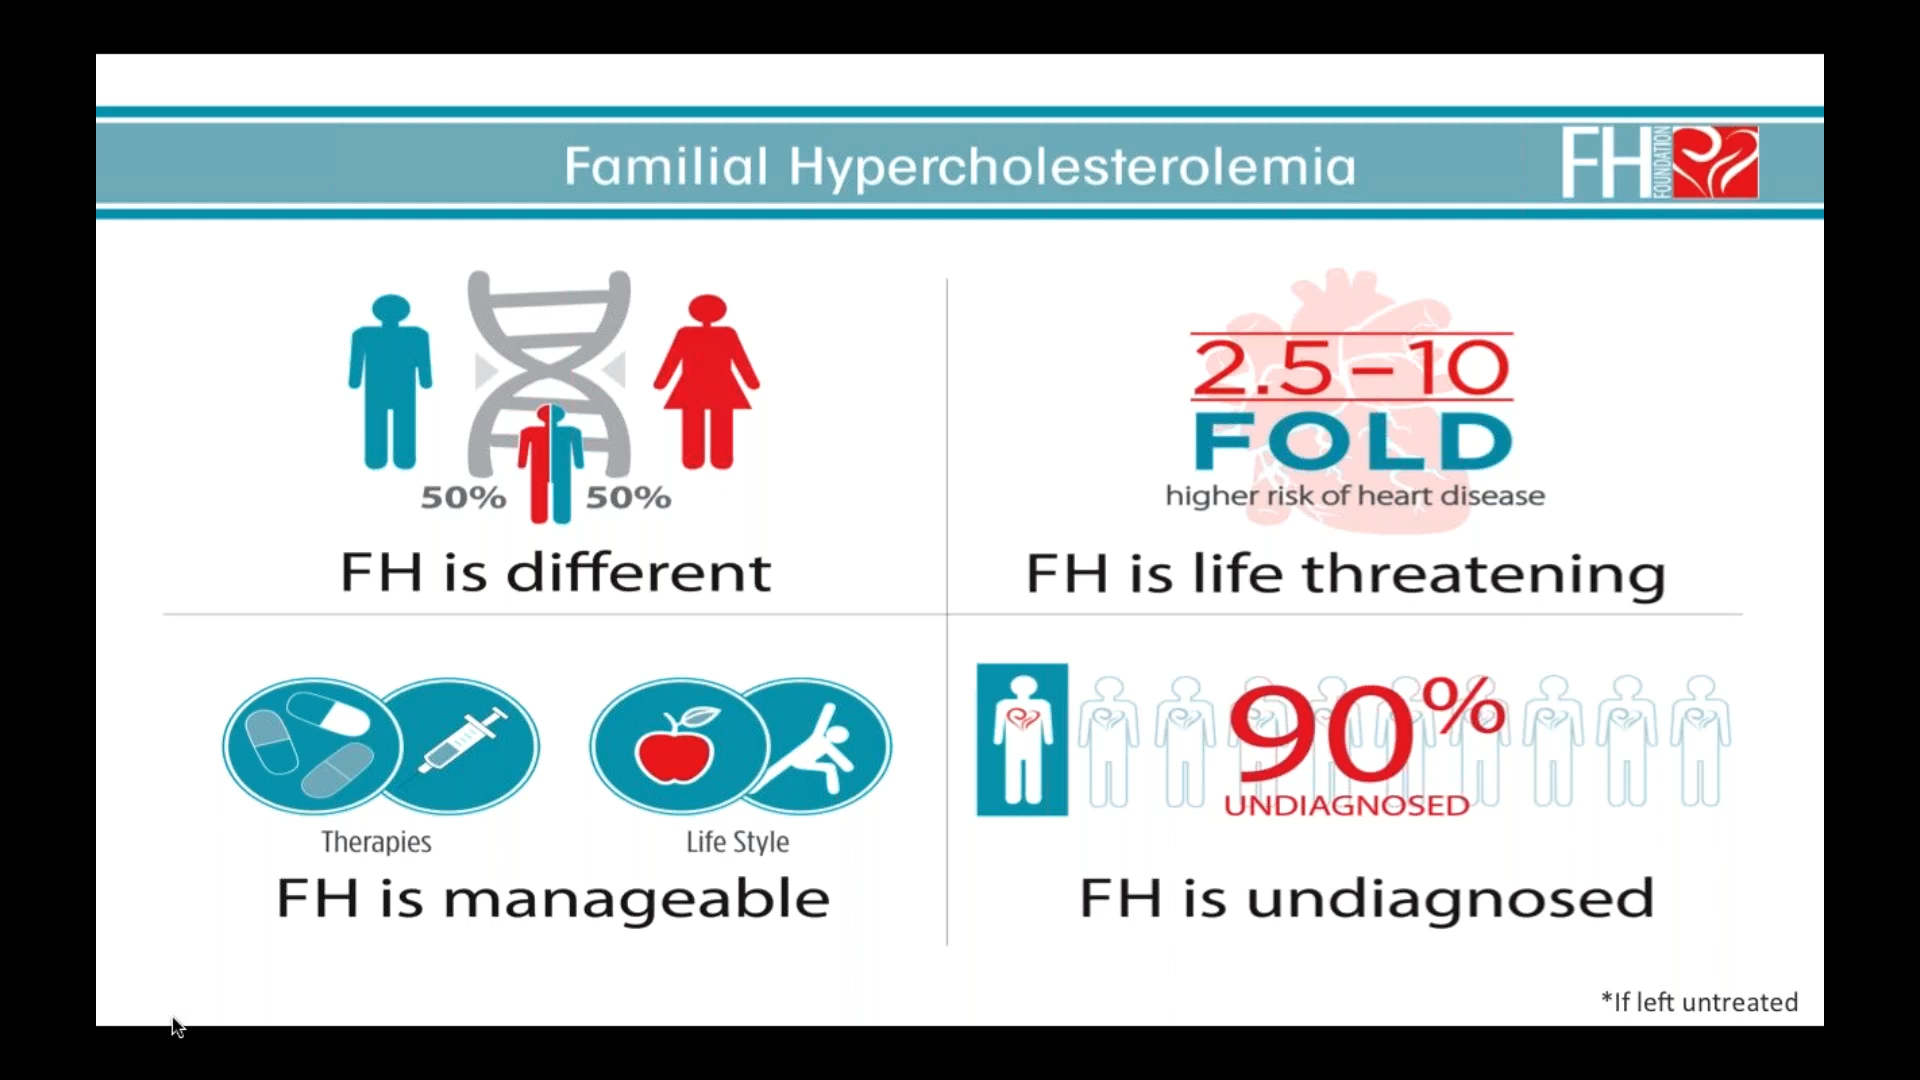 Familial Hypercholesterolemia
FH FOUNDATION
50% 50%
FH is different
2.5–10
FOLD
higher risk of heart disease
FH is life threatening
Therapies
Life Style
FH is manageable
90%
UNDIAGNOSED
FH is undiagnosed
*If left untreated